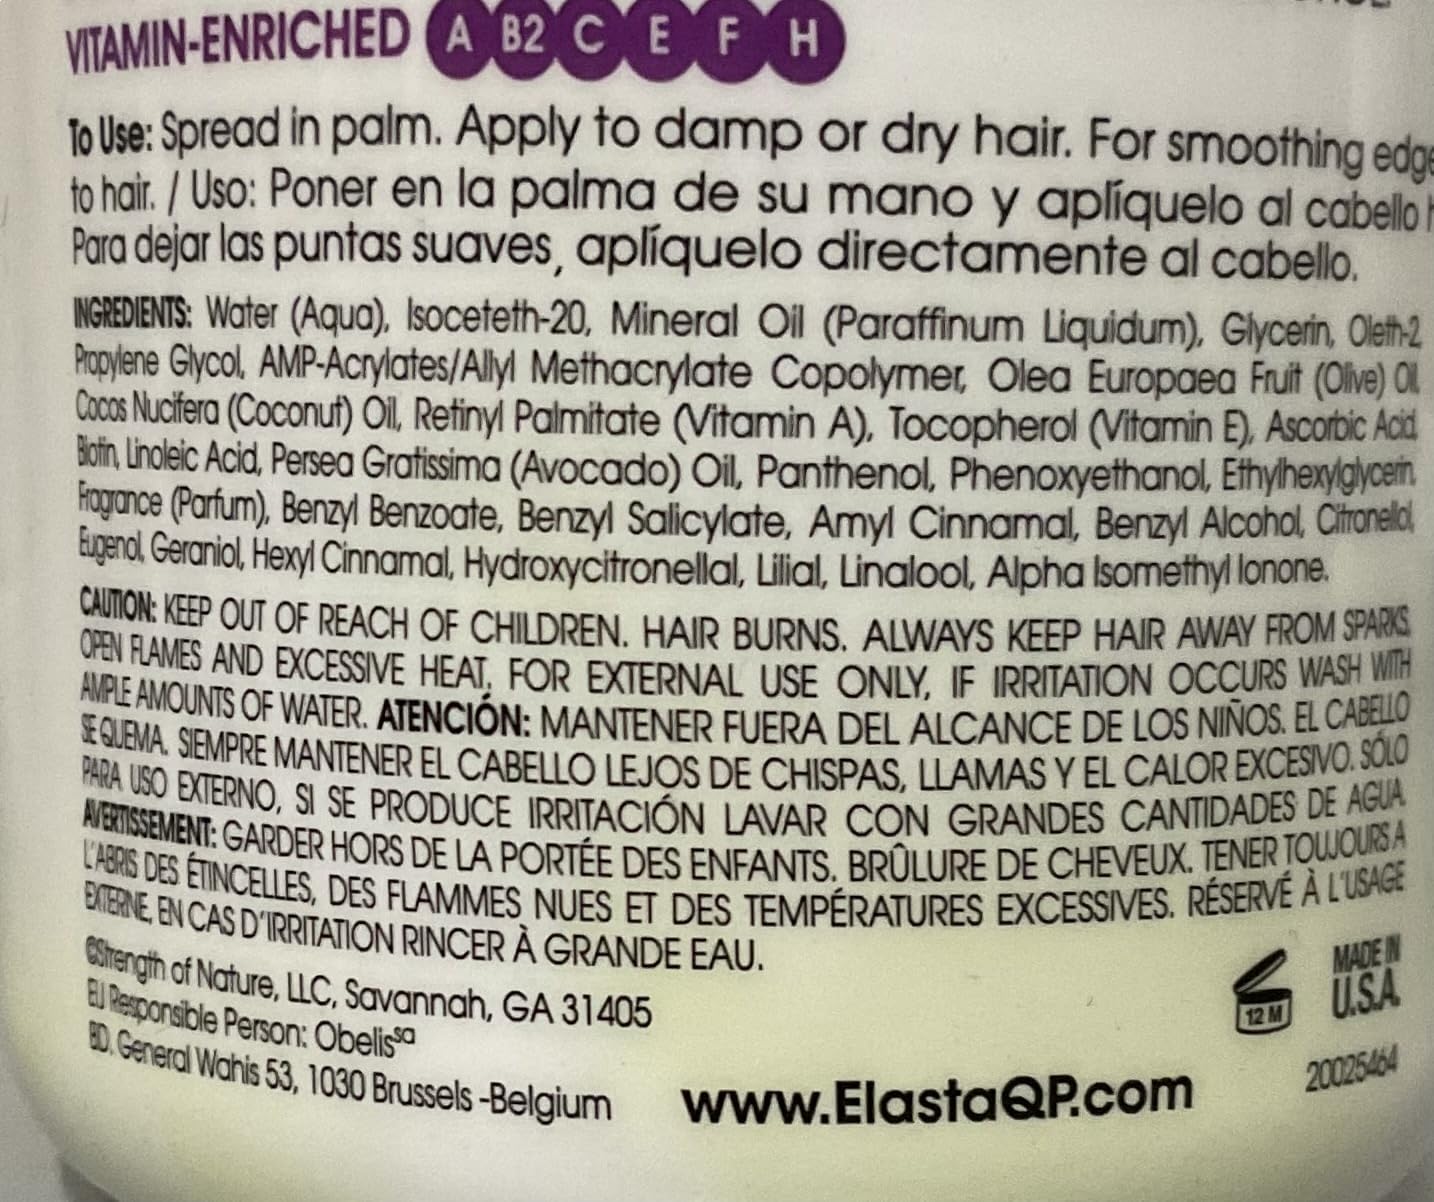 VITAMIN-ENRICHED A B2 C E F H
To Use: Spread in palm. Apply to damp or dry hair. For smoothing edge
to hair. / Uso: Poner en la palma de su mano y aplíquelo al cabello h
Para dejar las puntas suaves, aplíquelo directamente al cabello.
INGREDIENTS: Water (Aqua), Isoceteth-20, Mineral Oil (Paraffinum Liquidum), Glycerin, Oleth-2
Propylene Glycol, AMP-Acrylates/Allyl Methacrylate Copolymer, Olea Europaea Fruit (Olive) Oil,
Cocos Nucifera (Coconut) Oil, Retinyl Palmitate (Vitamin A), Tocopherol (Vitamin E), Ascorbic Acid,
Biotin, Linoleic Acid, Persea Gratissima (Avocado) Oil, Panthenol, Phenoxyethanol, Ethylhexylglycerin,
Fragrance (Parfum), Benzyl Benzoate, Benzyl Salicylate, Amyl Cinnamal, Benzyl Alcohol, Citronellol,
Eugenol, Geraniol, Hexyl Cinnamal, Hydroxycitronellal, Lilial, Linalool, Alpha Isomethyl Ionone.
CAUTION: KEEP OUT OF REACH OF CHILDREN. HAIR BURNS. ALWAYS KEEP HAIR AWAY FROM SPARKS,
OPEN FLAMES AND EXCESSIVE HEAT, FOR EXTERNAL USE ONLY, IF IRRITATION OCCURS WASH WITH
AMPLE AMOUNTS OF WATER. ATENCIÓN: MANTENER FUERA DEL ALCANCE DE LOS NIÑOS. EL CABELLO
SE QUEMA. SIEMPRE MANTENER EL CABELLO LEJOS DE CHISPAS, LLAMAS Y EL CALOR EXCESIVO. SÓLO
PARA USO EXTERNO, SI SE PRODUCE IRRITACIÓN LAVAR CON GRANDES CANTIDADES DE AGUA.
AVERTISSEMENT: GARDER HORS DE LA PORTÉE DES ENFANTS. BRÛLURE DE CHEVEUX. TENER TOUJOURS A
L'ABRIS DES ÉTINCELLES, DES FLAMMES NUES ET DES TEMPÉRATURES EXCESSIVES. RÉSERVÉ À L'USAGE
EXTERNE, EN CAS D'IRRITATION RINCER À GRANDE EAU.
©Strength of Nature, LLC, Savannah, GA 31405
EU Responsible Person: Obelis sa
BD. General Wahis 53, 1030 Brussels -Belgium
12 M
MADE IN
U.S.A.
www.ElastaQP.com
20025464